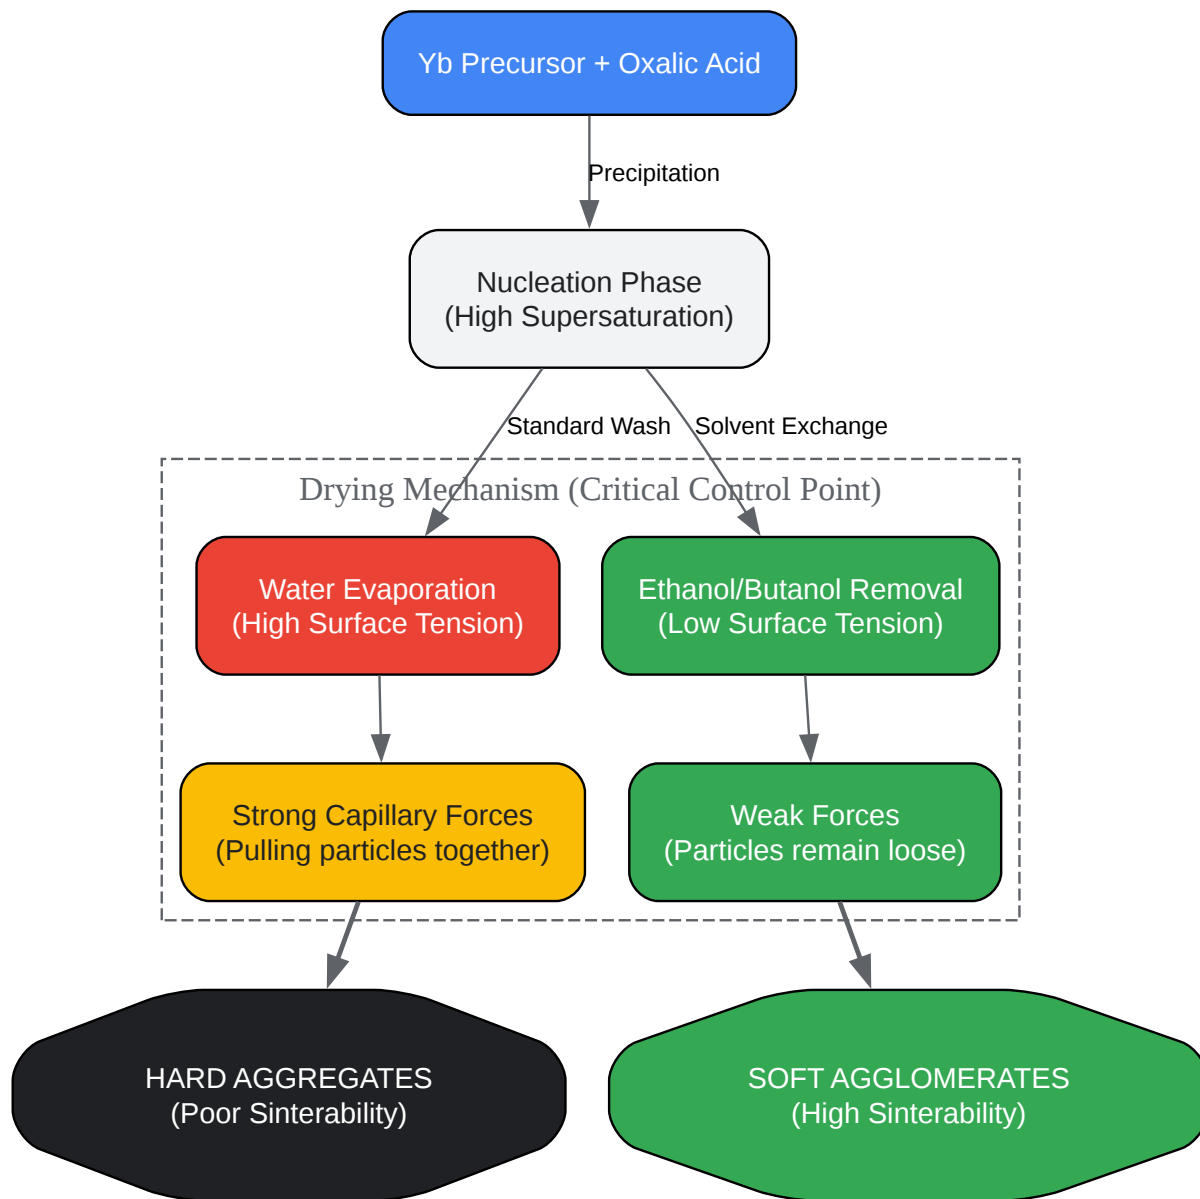 Yb Precursor + Oxalic Acid
Precipitation
Nucleation Phase
(High Supersaturation)
Standard Wash
Solvent Exchange
Drying Mechanism (Critical Control Point)
Water Evaporation
(High Surface Tension)
Ethanol/Butanol Removal
(Low Surface Tension)
Strong Capillary Forces
(Pulling particles together)
Weak Forces
(Particles remain loose)
HARD AGGREGATES
(Poor Sinterability)
SOFT AGGLOMERATES
(High Sinterability)